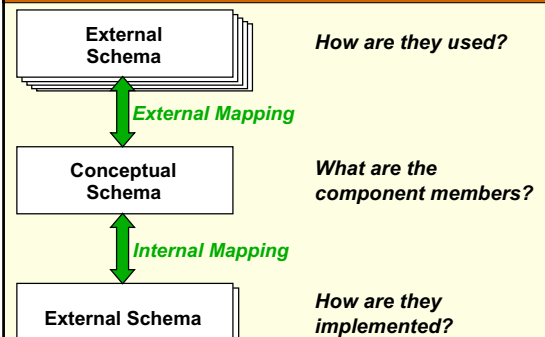 External
Schema
How are they used?
External Mapping
Conceptual
Schema
What are the
component members?
Internal Mapping
External Schema
How are they
implemented?